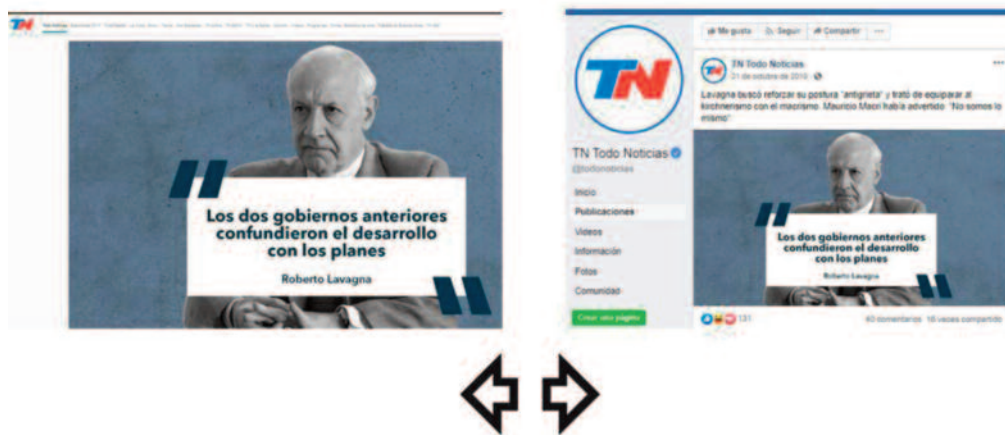 TN
Los dos gobiernos anteriores
confundieron el desarrollo
con los planes
Roberto Lavagna
TN
TN Todo Noticias
@todonoticias
Inicio
Publicaciones
Videos
Información
Fotos
Comunidad
Crear una página
Me gusta Seguir Compartir
TN
TN Todo Noticias
de octubre de
Lavagna buscó reforzar su postura "antigrieta" y trató de equiparar al
kirchnerismo con el macrismo. Mauricio Macri había advertido: "No somos lo
mismo"
Los dos gobiernos anteriores
confundieron el desarrollo
con los planes
Roberto Lavagna
131
comentarios 16 veces compartido